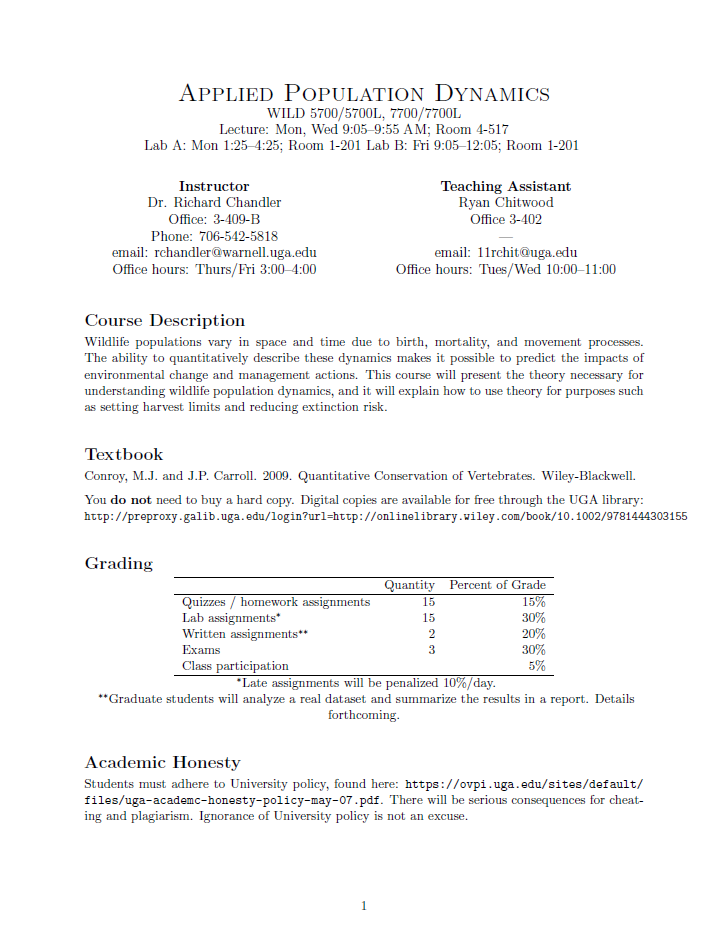 Applied Population Dynamics
WILD 5700/5700L, 7700/7700L
Lecture: Mon, Wed 9:05–9:55 AM; Room 4-517
Lab A: Mon 1:25–4:25; Room 1-201 Lab B: Fri 9:05–12:05; Room 1-201
Instructor
Dr. Richard Chandler
Office: 3-409-B
Phone: 706-542-5818
email: rchandler@warnell.uga.edu
Office hours: Thurs/Fri 3:00–4:00
Teaching Assistant
Ryan Chitwood
Office 3-402
—
email: 11rchit@uga.edu
Office hours: Tues/Wed 10:00–11:00
Course Description
Wildlife populations vary in space and time due to birth, mortality, and movement processes.
The ability to quantitatively describe these dynamics makes it possible to predict the impacts of
environmental change and management actions. This course will present the theory necessary for
understanding wildlife population dynamics, and it will explain how to use theory for purposes such
as setting harvest limits and reducing extinction risk.
Textbook
Conroy, M.J. and J.P. Carroll. 2009. Quantitative Conservation of Vertebrates. Wiley-Blackwell.
You do not need to buy a hard copy. Digital copies are available for free through the UGA library:
http://preproxy.galib.uga.edu/login?url=http://onlinelibrary.wiley.com/book/10.1002/9781444303155
Grading
Quantity Percent of Grade
Quizzes / homework assignments 15 15%
Lab assignments* 15 30%
Written assignments** 2 20%
Exams 3 30%
Class participation 5%
*Late assignments will be penalized 10%/day.
**Graduate students will analyze a real dataset and summarize the results in a report. Details
forthcoming.
Academic Honesty
Students must adhere to University policy, found here: https://ovpi.uga.edu/sites/default/
files/uga-academc-honesty-policy-may-07.pdf. There will be serious consequences for cheat-
ing and plagiarism. Ignorance of University policy is not an excuse.
1